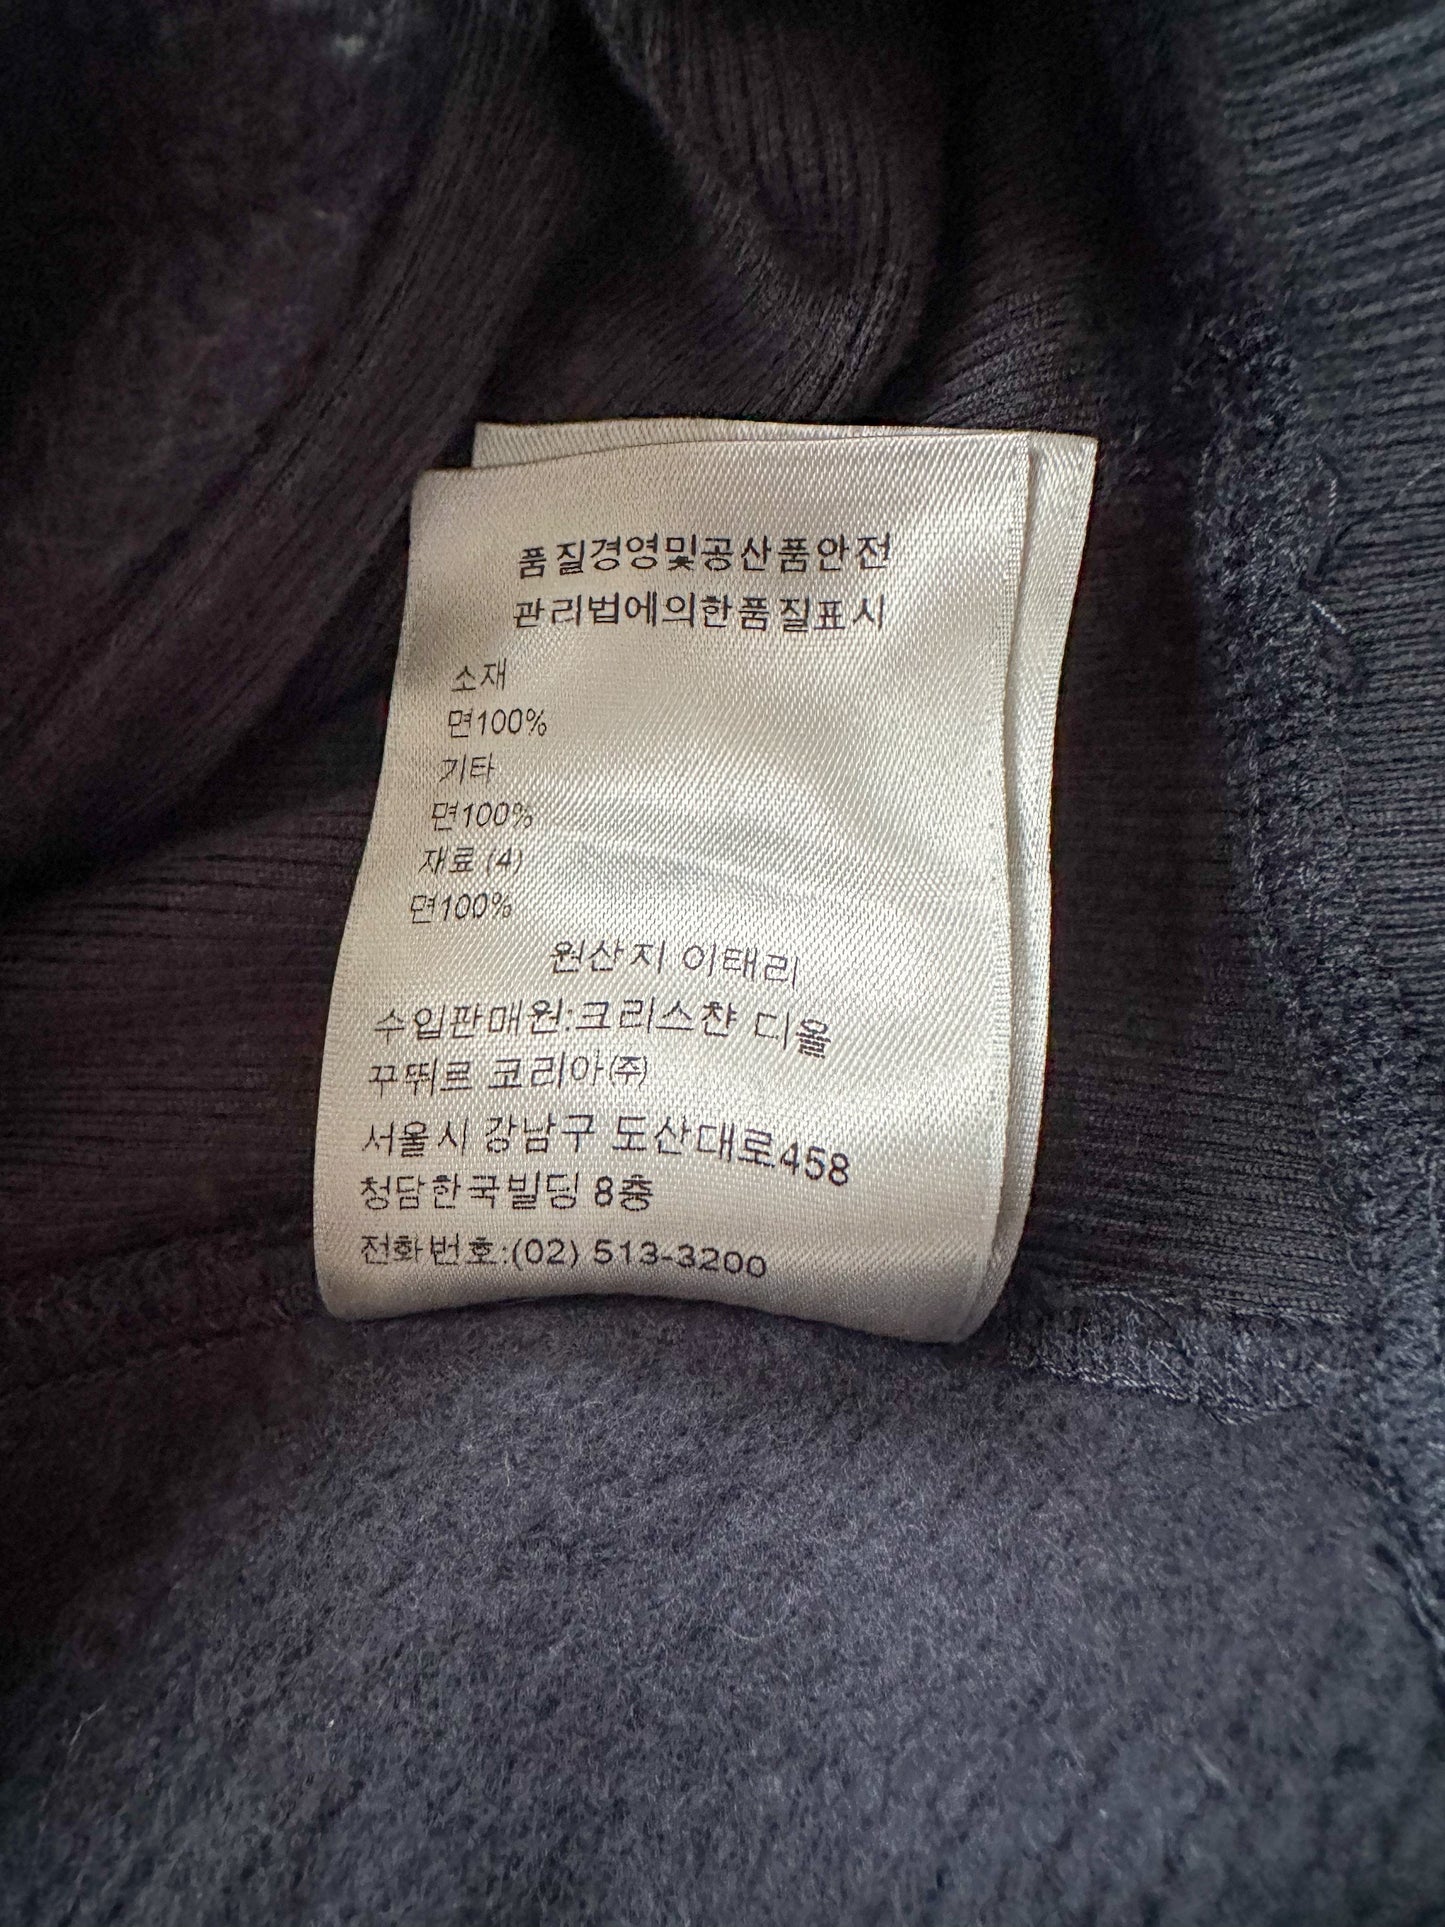 품질경영및공산품안전
관리법에의한품질표시
소재
면100%
기타
면100%
재료 (4)
면100%
원산지 이태리
수입판매원:크리스챤 디올
꾸뛰르 코리아㈜
서울시 강남구 도산대로458
청담한국빌딩 8층
전화번호:(02) 513-3200